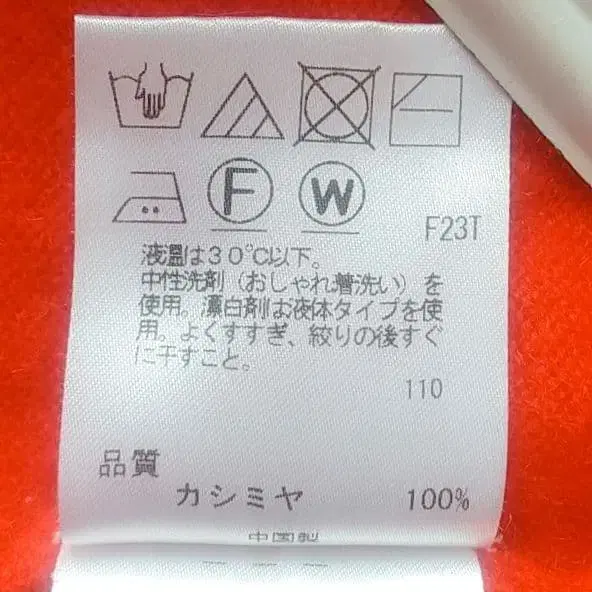 F
W
F23T
液温は30℃以下。
中性洗剤（おしゃれ着洗い）を
使用。漂白剤は液体タイプを使
用。よくすすぎ、絞りの後すぐ
に干すこと。
110
品質
カシミヤ 100%
中国製